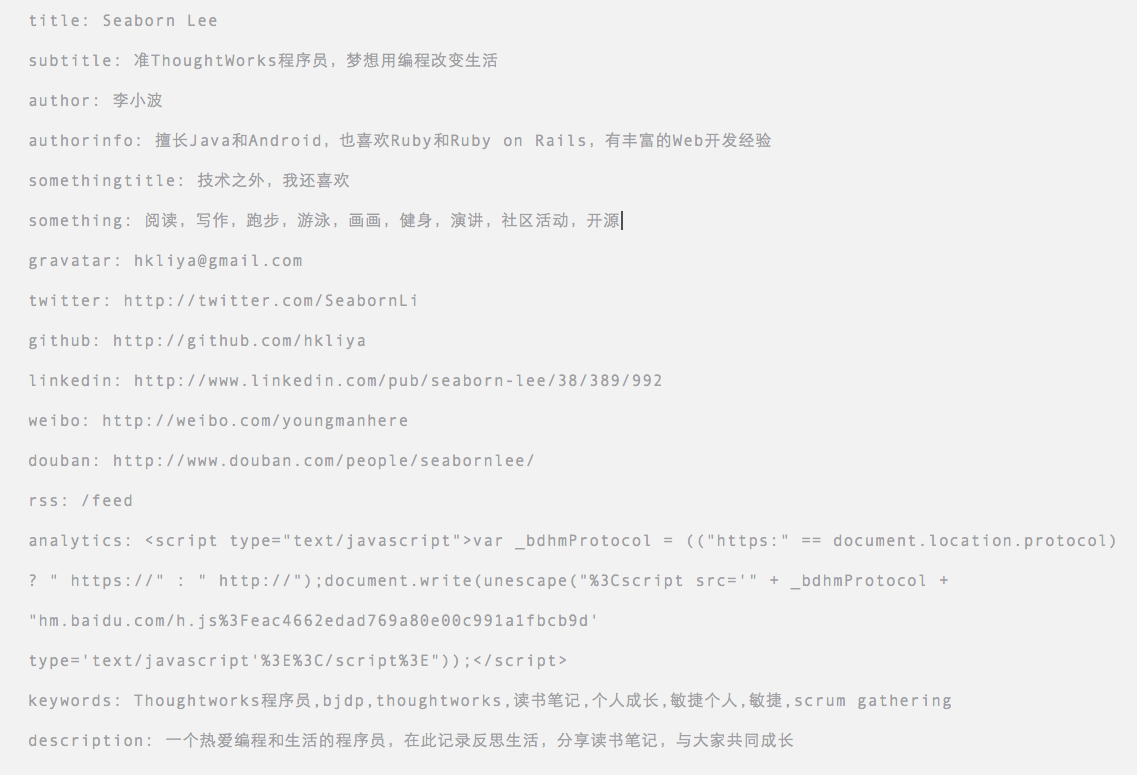 title: Seaborn Lee
subtitle: 准ThoughtWorks程序员，梦想用编程改变生活
author: 李小波
authorinfo: 擅长Java和Android，也喜欢Ruby和Ruby on Rails，有丰富的Web开发经验
somethingtitle: 技术之外，我还喜欢
something: 阅读，写作，跑步，游泳，画画，健身，演讲，社区活动，开源
gravatar: hkliya@gmail.com
twitter: http://twitter.com/SeabornLi
github: http://github.com/hkliya
linkedin: http://www.linkedin.com/pub/seaborn-lee/38/389/992
weibo: http://weibo.com/youngmanhere
douban: http://www.douban.com/people/seabornlee/
rss: /feed
analytics: <script type="text/javascript">var _bdhmProtocol = (("https:" == document.location.protocol)
? " https://" : " http://");document.write(unescape("%3Cscript src='" + _bdhmProtocol +
"hm.baidu.com/h.js%3Feac4662edad769a80e00c991a1fbcb9d'
type='text/javascript'%3E%3C/script%3E"));</script>
keywords: Thoughtworks程序员,bjdp,thoughtworks,读书笔记,个人成长,敏捷个人,敏捷,scrum gathering
description: 一个热爱编程和生活的程序员，在此记录反思生活，分享读书笔记，与大家共同成长